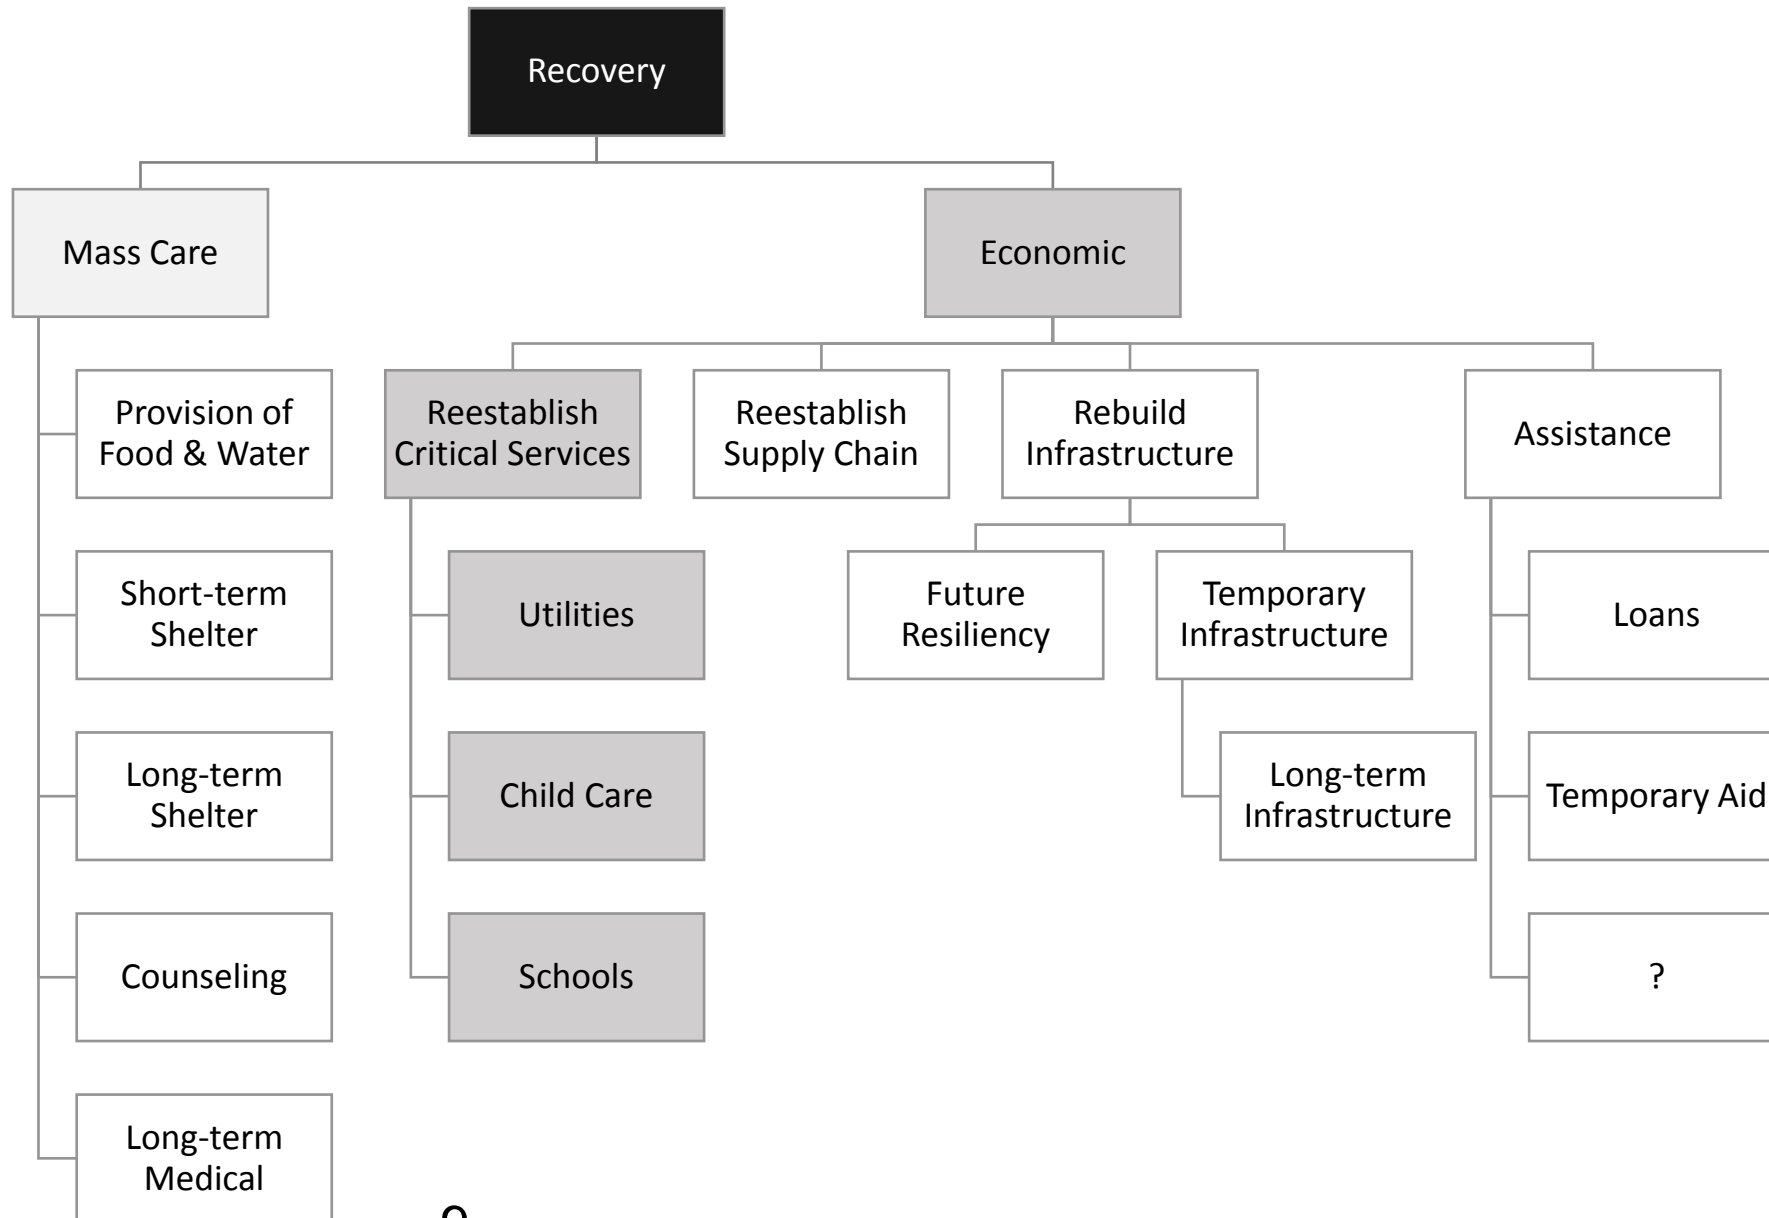 Recovery
Mass Care
Economic
Provision of
Food & Water
Reestablish
Critical Services
Reestablish
Supply Chain
Rebuild
Infrastructure
Assistance
Short-term
Shelter
Utilities
Future
Resiliency
Temporary
Infrastructure
Loans
Long-term
Shelter
Child Care
Long-term
Infrastructure
Temporary Aid
Counseling
Schools
?
Long-term
Medical